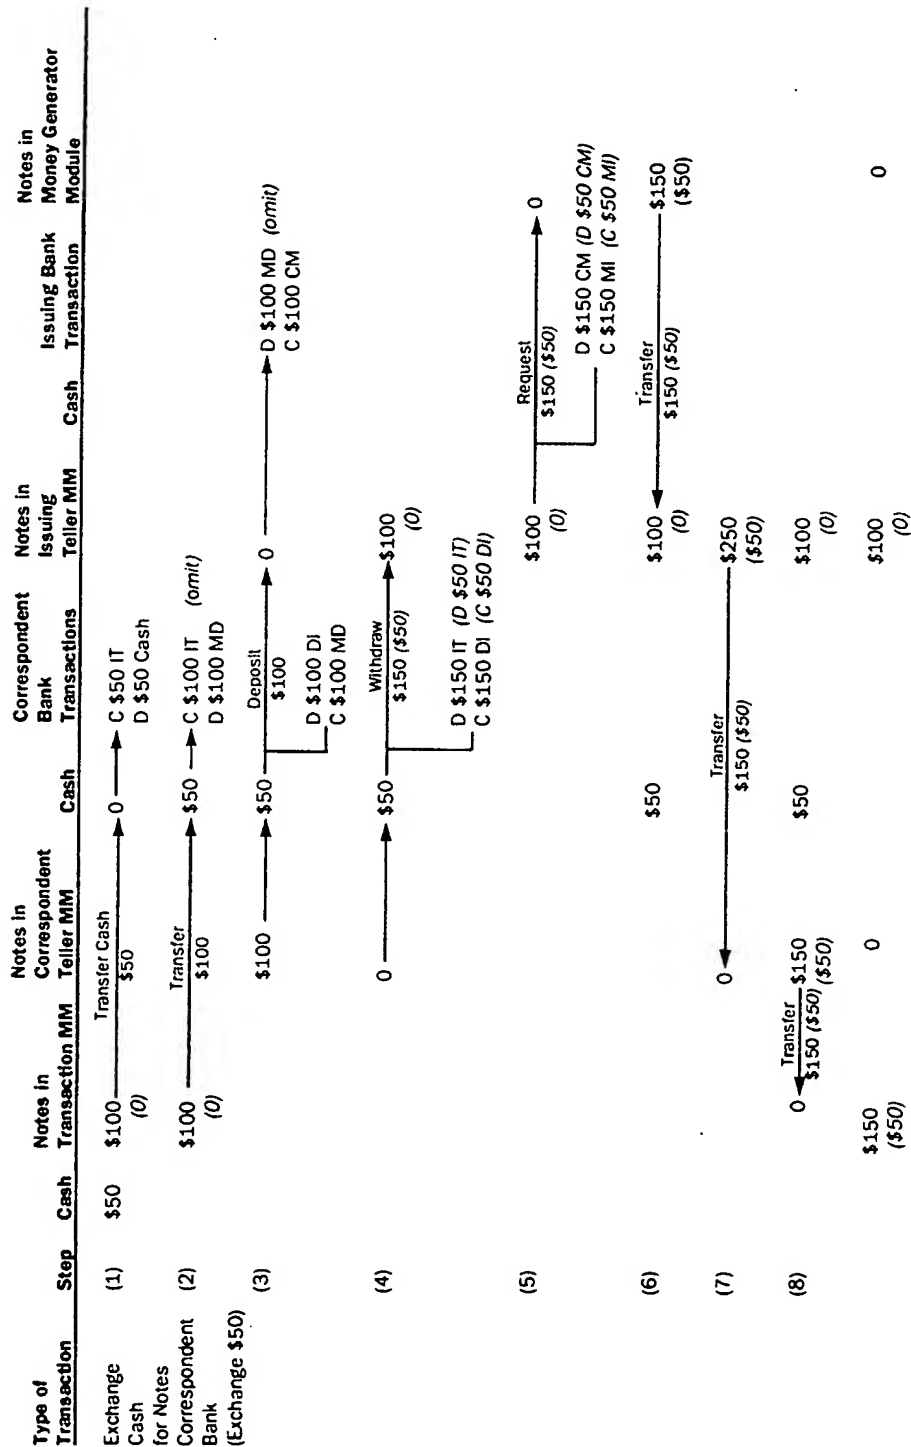 Type of
Transaction
Step
Cash
Notes in
Transaction MM
Notes in
Correspondent
Teller MM
Cash
Correspondent
Bank
Transactions
Notes in
Issuing
Teller MM
Cash
Issuing Bank
Transaction
Notes in
Money Generator
Module
Exchange
Cash
for Notes
Correspondent
Bank
(Exchange $50)
(1)
$50
$100
(0)
Transfer Cash
$50
0
C $50 IT
D $50 Cash
(2)
$100
(0)
Transfer
$100
$50
C $100 IT (omit)
D $100 MD
(3)
$100
$50
Deposit
$100
D $100 DI
C $100 MD
0
D $100 MD (omit)
C $100 CM
(4)
0
$50
Withdraw
$150 ($50)
D $150 IT (D $50 IT)
C $150 DI (C $50 DI)
$100
(0)
(5)
$100
(0)
Request
$150 ($50)
D $150 CM (D $50 CM)
C $150 MI (C $50 MI)
0
(6)
$50
$100
(0)
Transfer
$150 ($50)
$150
($50)
(7)
0
Transfer
$150 ($50)
$250
($50)
(8)
0
Transfer
$150 ($50)
$150
($50)
$50
$100
(0)
$150
($50)
0
$100
(0)
0